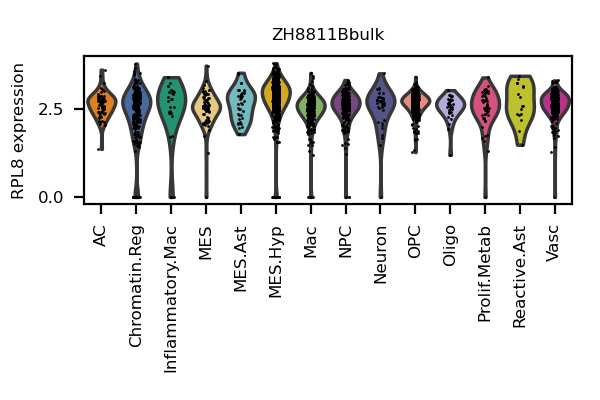 ZH8811Bbulk
RPL8 expression
2.5
0.0
AC
Chromatin.Reg
Inflammatory.Mac
MES
MES.Ast
MES.Hyp
Mac
NPC
Neuron
OPC
Oligo
Prolif.Metab
Reactive.Ast
Vasc